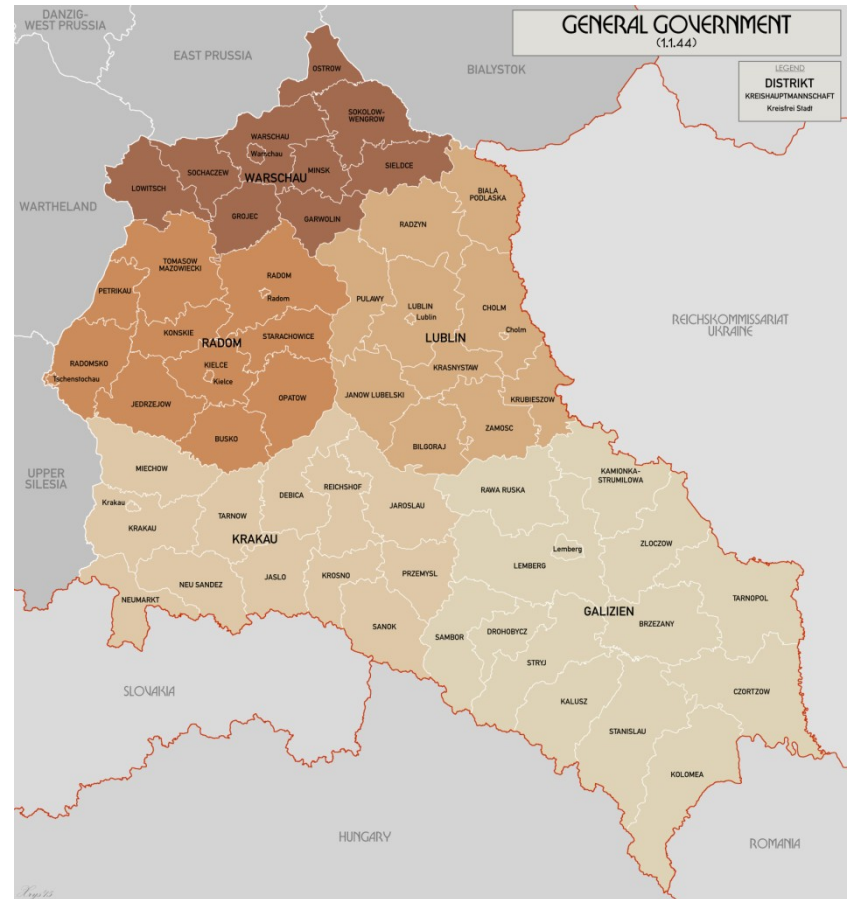 DANZIG-
WEST PRUSSIA
EAST PRUSSIA
BIALYSTOK
GENERAL GOVERNMENT
(1.1.44)
LEGEND
DISTRIKT
KREISHAUPTMANNSCHAFT
Kreisfrei Stadt
OSTROW
SOKOLOW-
WENGROW
WARSCHAU
Warschau
MINSK
SIELDCE
SOCHACZEW
WARSCHAU
LOWITSCH
GROJEC
GARWOLIN
WARTHELAND
BIALA
PODLASKA
RADZYN
TOMASOW
MAZOWIECKI
RADOM
Radom
PETRIKAU
KONSKIE
RADOM
STARACHOWICE
RADOMSKO
Tschenstochau
KIELCE
Kielce
JEDRZEJOW
OPATOW
BUSKO
PULAWY
LUBLIN
Lublin
CHOLM
Cholm
LUBLIN
KRASNYSTAW
JANOW LUBELSKI
KRUBIESZOW
ZAMOSC
BILGORAJ
REICHSKOMMISSARIAT
UKRAINE
UPPER
SILESIA
MIECHOW
Krakau
KRAKAU
TARNOW
DEBICA
REICHSHOF
JAROSLAU
KRAKAU
NEUMARKT
NEU SANDEZ
JASLO
KROSNO
PRZEMYSL
SANOK
RAWA RUSKA
KAMIONKA-
STRUMILOWA
LEMBERG
Lemberg
ZLOCZOW
TARNOPOL
GALIZIEN
BRZEZANY
SAMBOR
DROHOBYCZ
STRYJ
KALUSZ
STANISLAU
CZORTZOW
KOLOMEA
SLOVAKIA
HUNGARY
ROMANIA